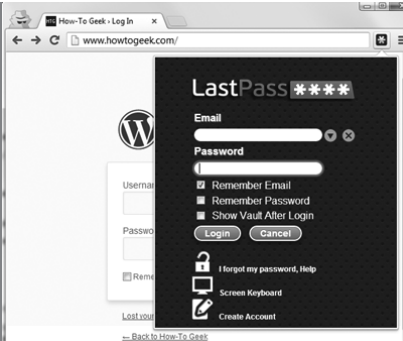 How-To Geek › Log In
www.howtogeek.com/
LastPass ****
Email
Password
Remember Email
Remember Password
Show Vault After Login
Login Cancel
I forgot my password, Help
Screen Keyboard
Create Account
Userna
Passwo
Reme
Lost your
← Back to How-To Geek